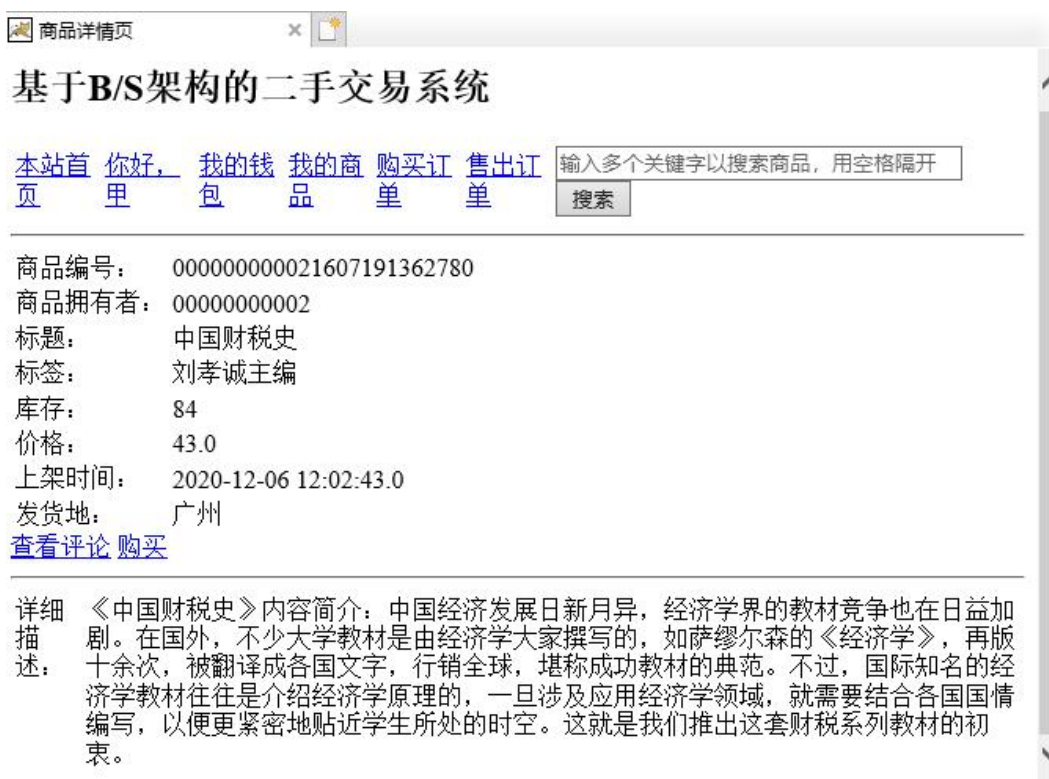 商品详情页
基于B/S架构的二手交易系统
本站首页 你好，甲 我的钱包 我的商品 购买订单 售出订单 输入多个关键字以搜索商品，用空格隔开
搜索
商品编号： 000000000021607191362780
商品拥有者： 00000000002
标题： 中国财税史
标签： 刘孝诚主编
库存： 84
价格： 43.0
上架时间： 2020-12-06 12:02:43.0
发货地： 广州
查看评论 购买
详细描述： 《中国财税史》内容简介：中国经济发展日新月异，经济学界的教材竞争也在日益加
剧。在国外，不少大学教材是由经济学大家撰写的，如萨缪尔森的《经济学》，再版
十余次，被翻译成各国文字，行销全球，堪称成功教材的典范。不过，国际知名的经
济学教材往往是介绍经济学原理的，一旦涉及应用经济学领域，就需要结合各国国情
编写，以便更紧密地贴近学生所处的时空。这就是我们推出这套财税系列教材的初
衷。